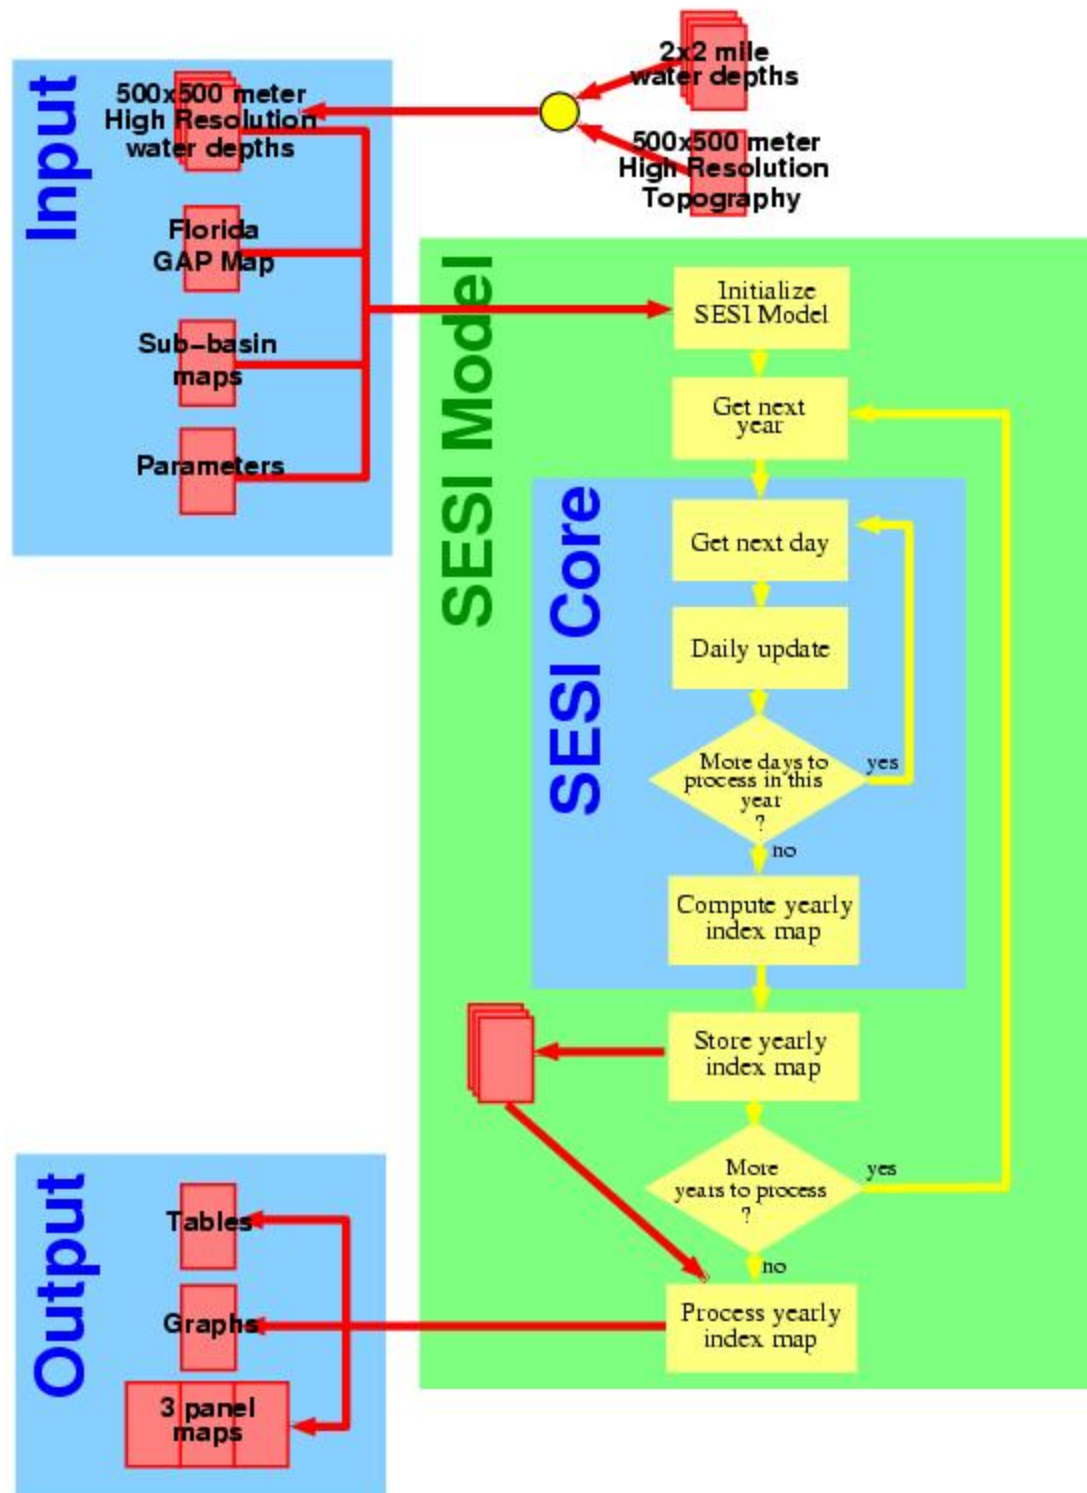 2x2 mile
water depths
500x500 meter
High Resolution
Topography
Input
500x500 meter
High Resolution
water depths
Florida
GAP Map
Sub-basin
maps
Parameters
SESI Model
Initialize
SESI Model
Get next
year
SESI Core
Get next day
Daily update
More days to
process in this
year
?
yes
no
Compute yearly
index map
Store yearly
index map
More
years to process
?
yes
no
Process yearly
index map
Output
Tables
Graphs
3 panel
maps